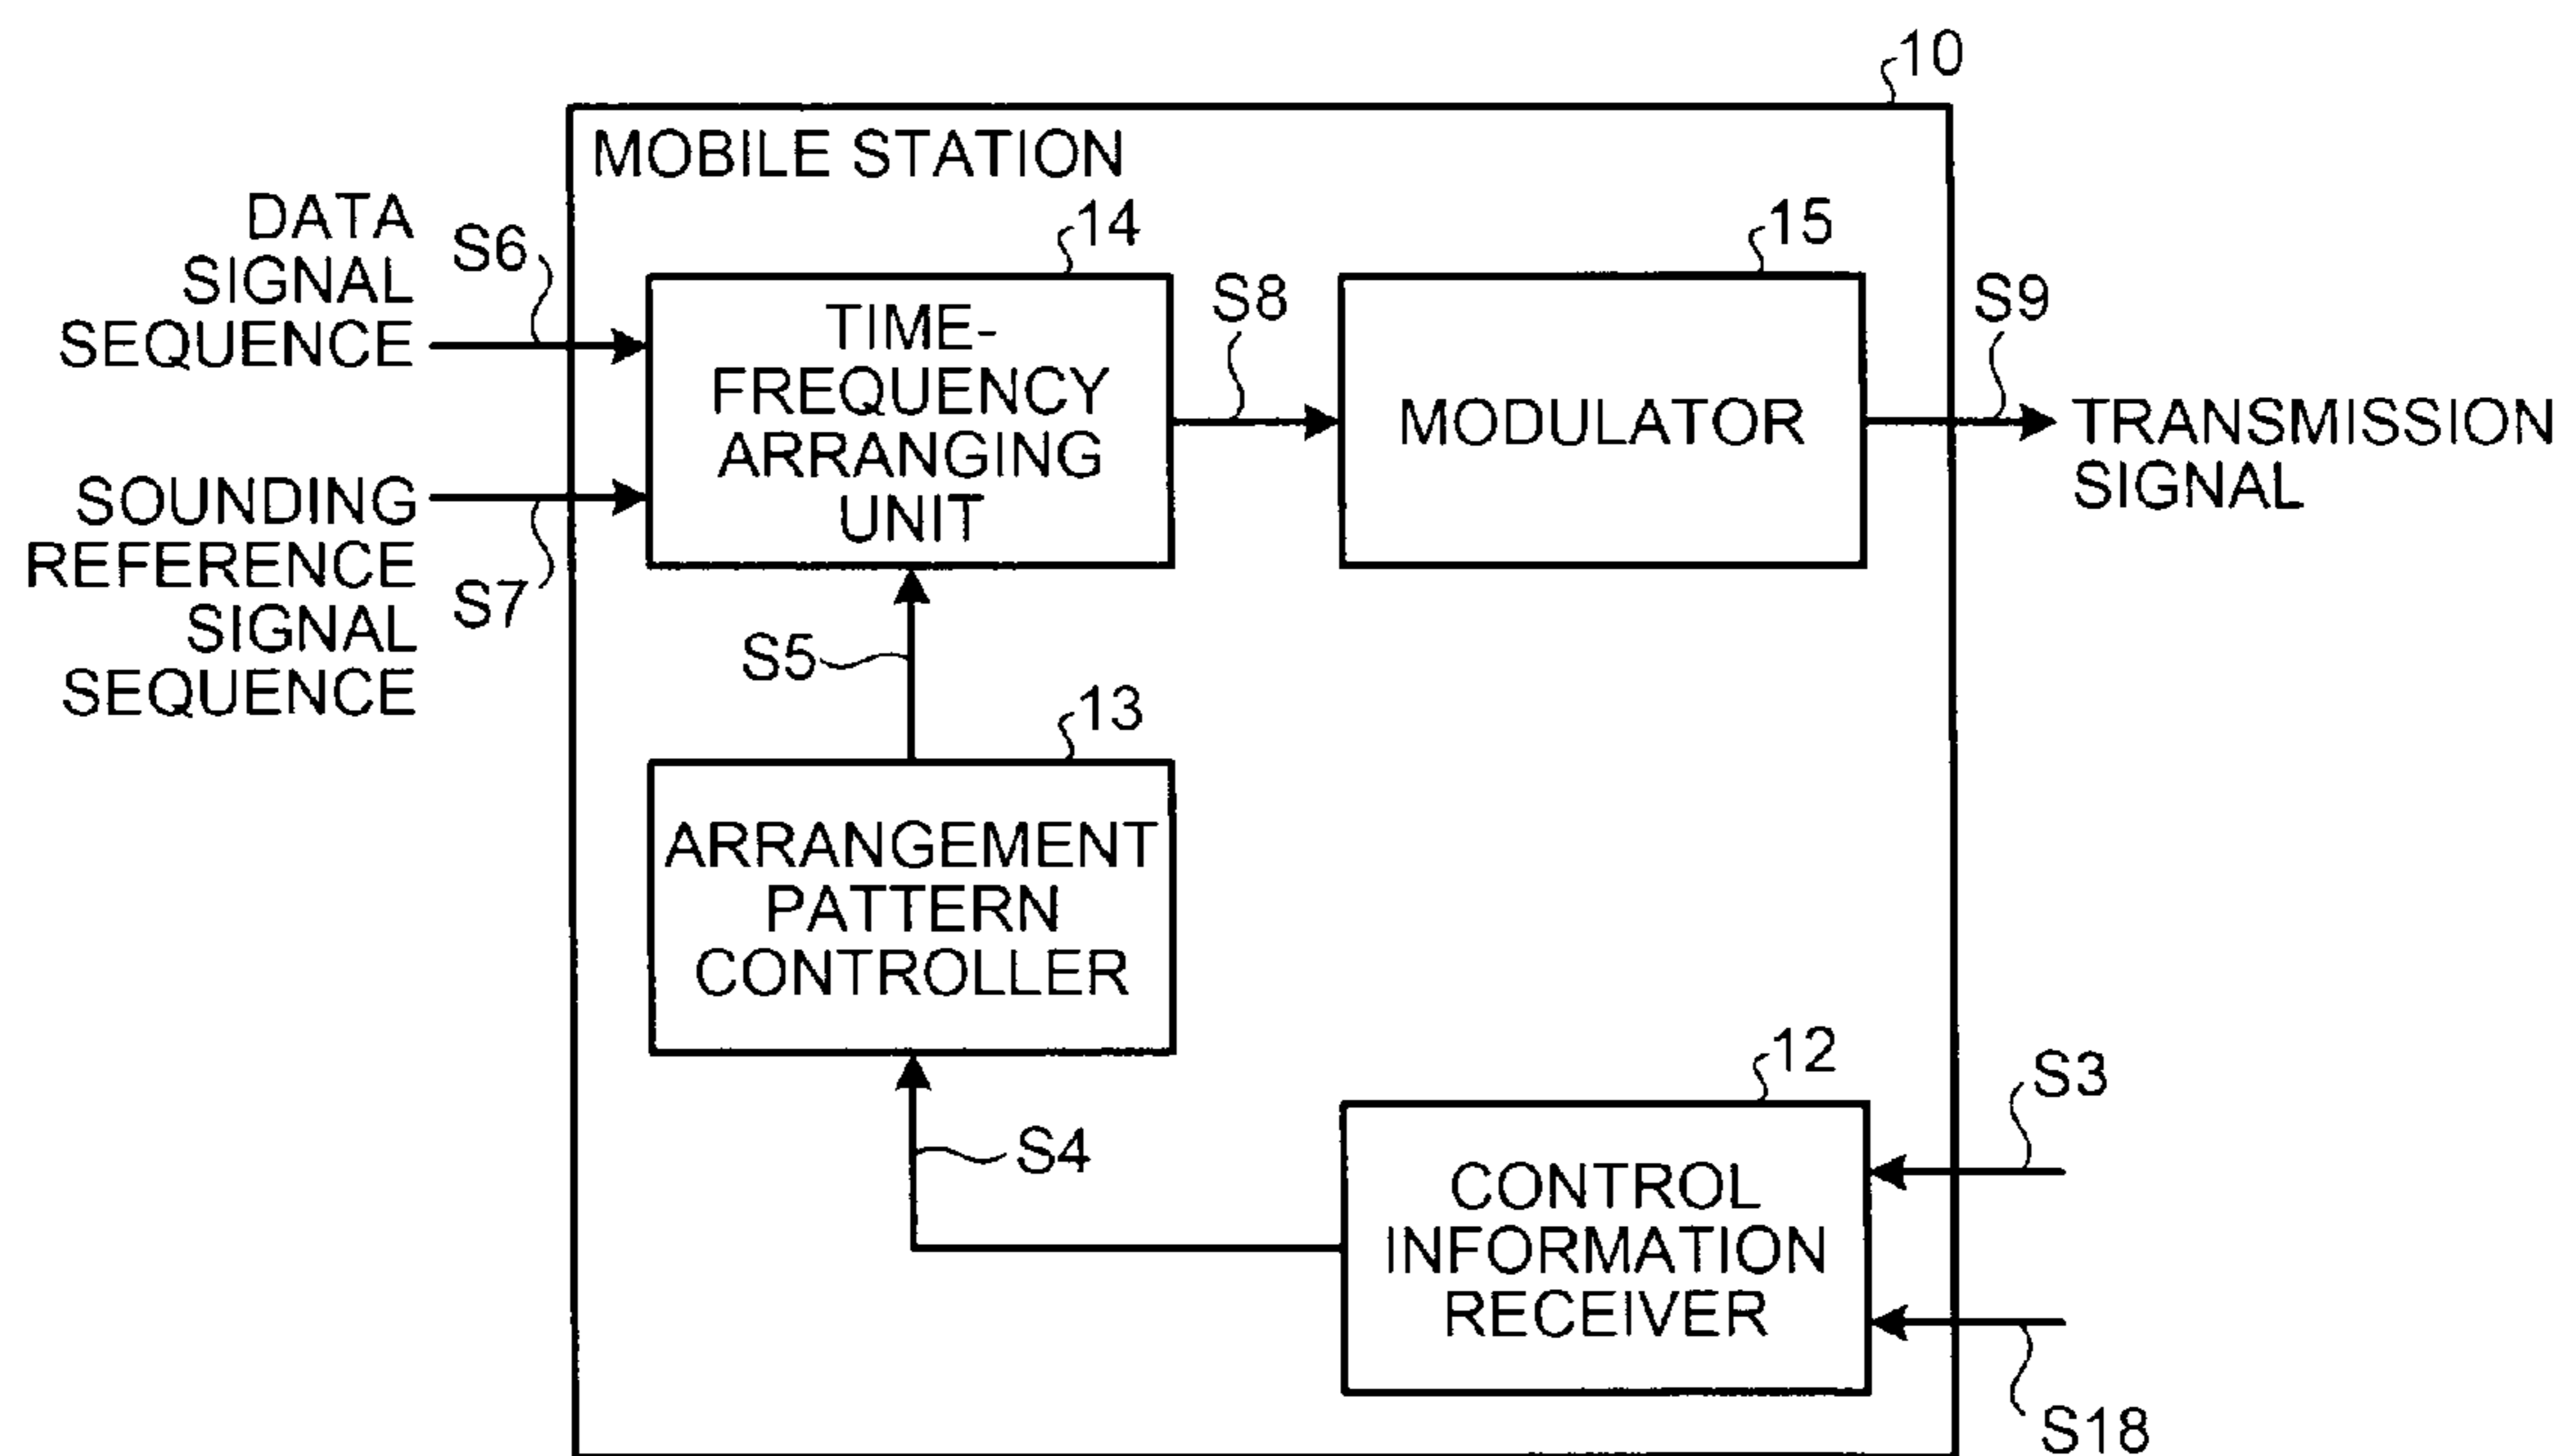 10
MOBILE STATION
DATA
SIGNAL
SEQUENCE
S6
14
TIME-
FREQUENCY
ARRANGING
UNIT
S8
15
MODULATOR
S9
TRANSMISSION
SIGNAL
SOUNDING
REFERENCE
SIGNAL
SEQUENCE
S7
S5
13
ARRANGEMENT
PATTERN
CONTROLLER
S4
12
CONTROL
INFORMATION
RECEIVER
S3
S18